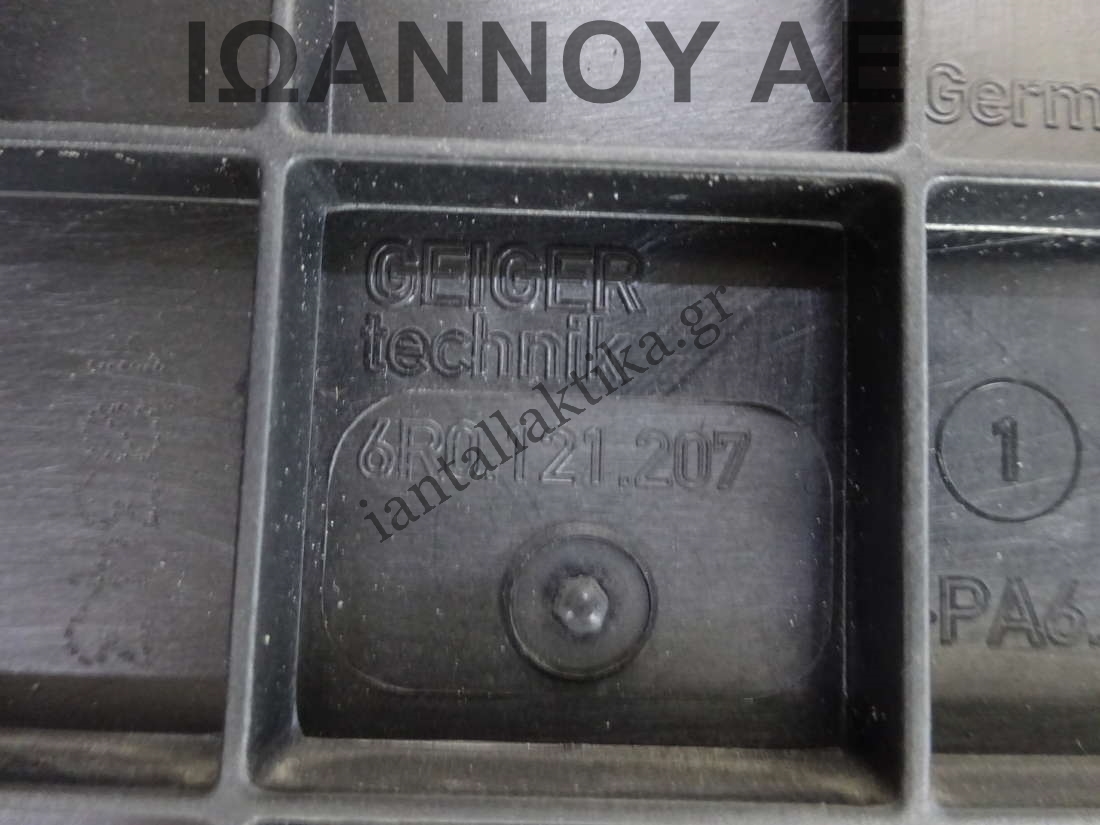 ΙΩΑΝΝΟΥ ΑΕ
Germ
GEIGER
technik
6R0.121.207
iantallaktika.gr
1
PA6